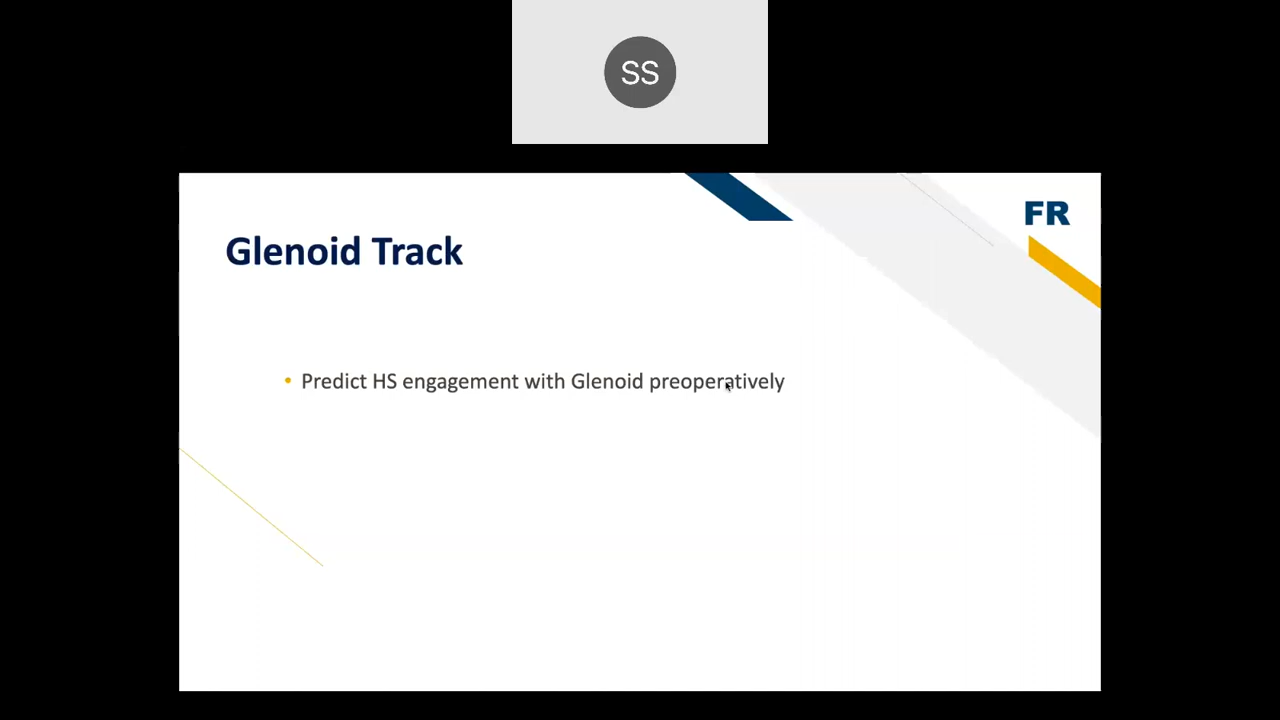 SS
FR
Glenoid Track
• Predict HS engagement with Glenoid preoperatively